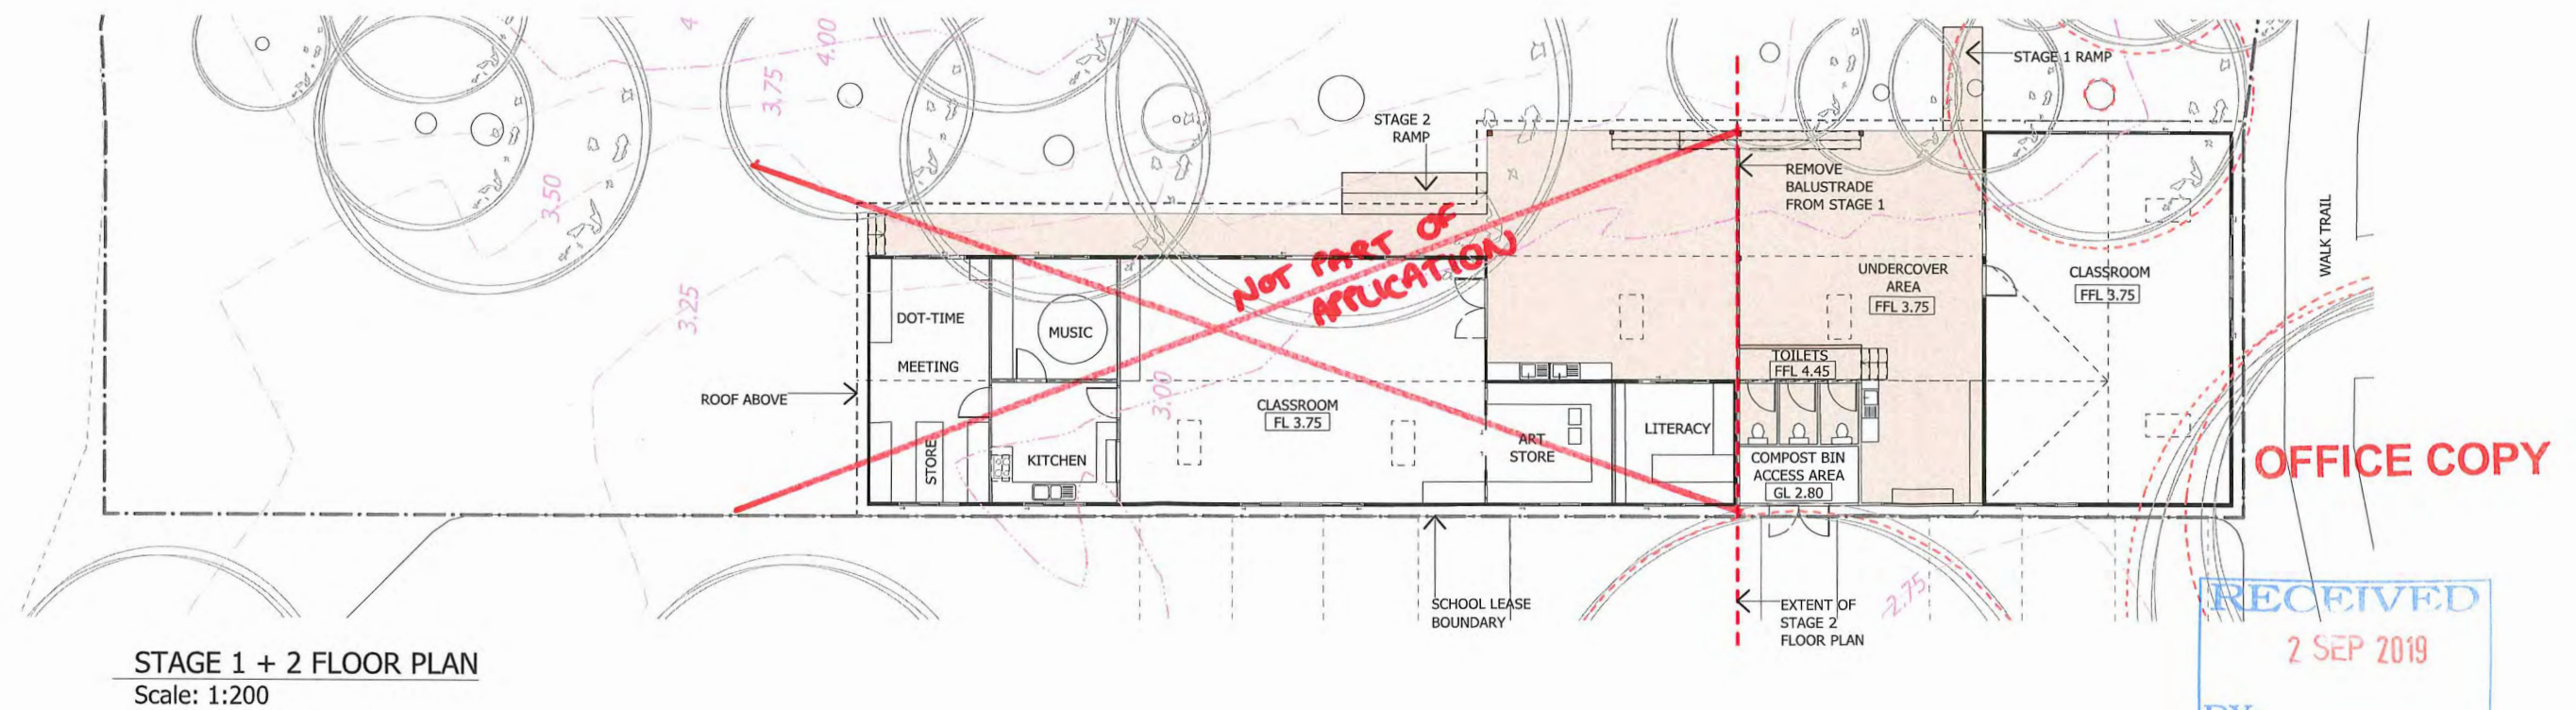 4
4.00
3.75
3.50
3.25
3.00
2.75
STAGE 1 RAMP
STAGE 2
RAMP
REMOVE
BALUSTRADE
FROM STAGE 1
NOT PART OF
APPLICATION
UNDERCOVER
AREA
FFL 3.75
CLASSROOM
FFL 3.75
WALK TRAIL
DOT-TIME
MEETING
MUSIC
ROOF ABOVE
STORE
KITCHEN
CLASSROOM
FL 3.75
ART
STORE
LITERACY
TOILETS
FFL 4.45
COMPOST BIN
ACCESS AREA
GL 2.80
OFFICE COPY
SCHOOL LEASE
BOUNDARY
EXTENT OF
STAGE 2
FLOOR PLAN
RECEIVED
2 SEP 2019
STAGE 1 + 2 FLOOR PLAN
Scale: 1:200